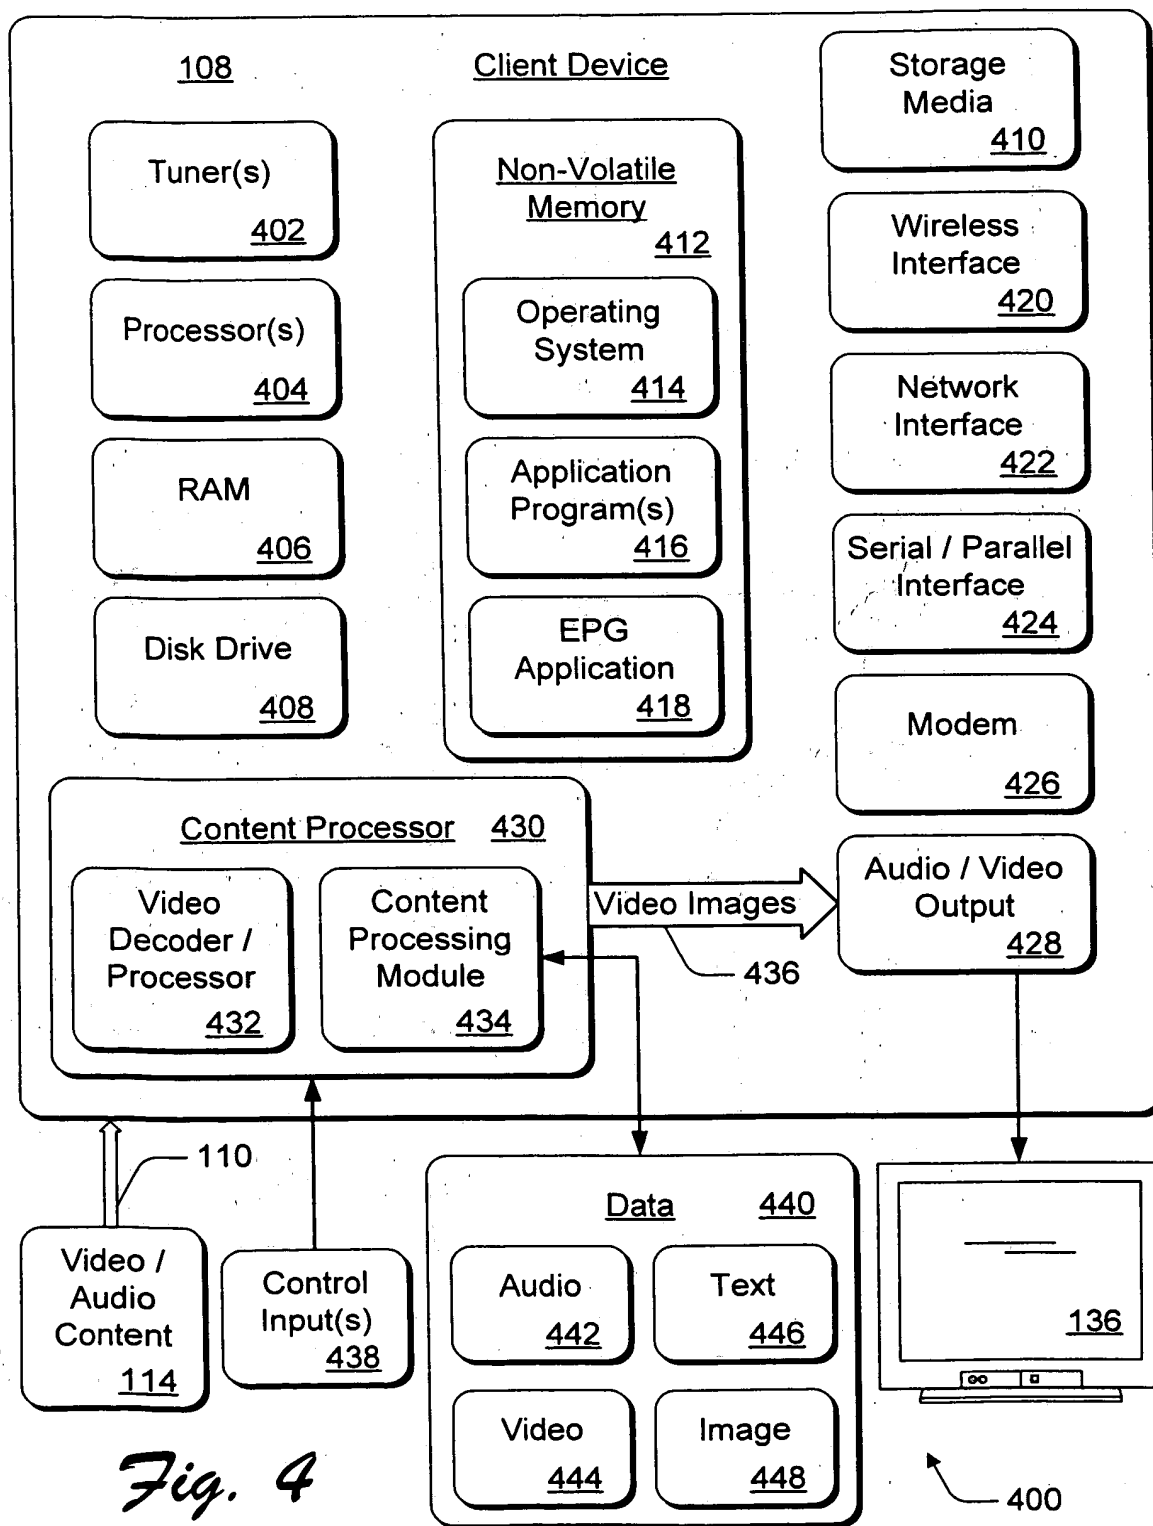 108
Client Device
Tuner(s)
402
Processor(s)
404
RAM
406
Disk Drive
408
Non-Volatile
Memory
412
Operating
System
414
Application
Program(s)
416
EPG
Application
418
Storage
Media
410
Wireless
Interface
420
Network
Interface
422
Serial / Parallel
Interface
424
Modem
426
Content Processor 430
Video
Decoder /
Processor
432
Content
Processing
Module
434
Video Images
436
Audio / Video
Output
428
110
Video /
Audio
Content
114
Control
Input(s)
438
Data 440
Audio
442
Text
446
Video
444
Image
448
136
400
Fig. 4